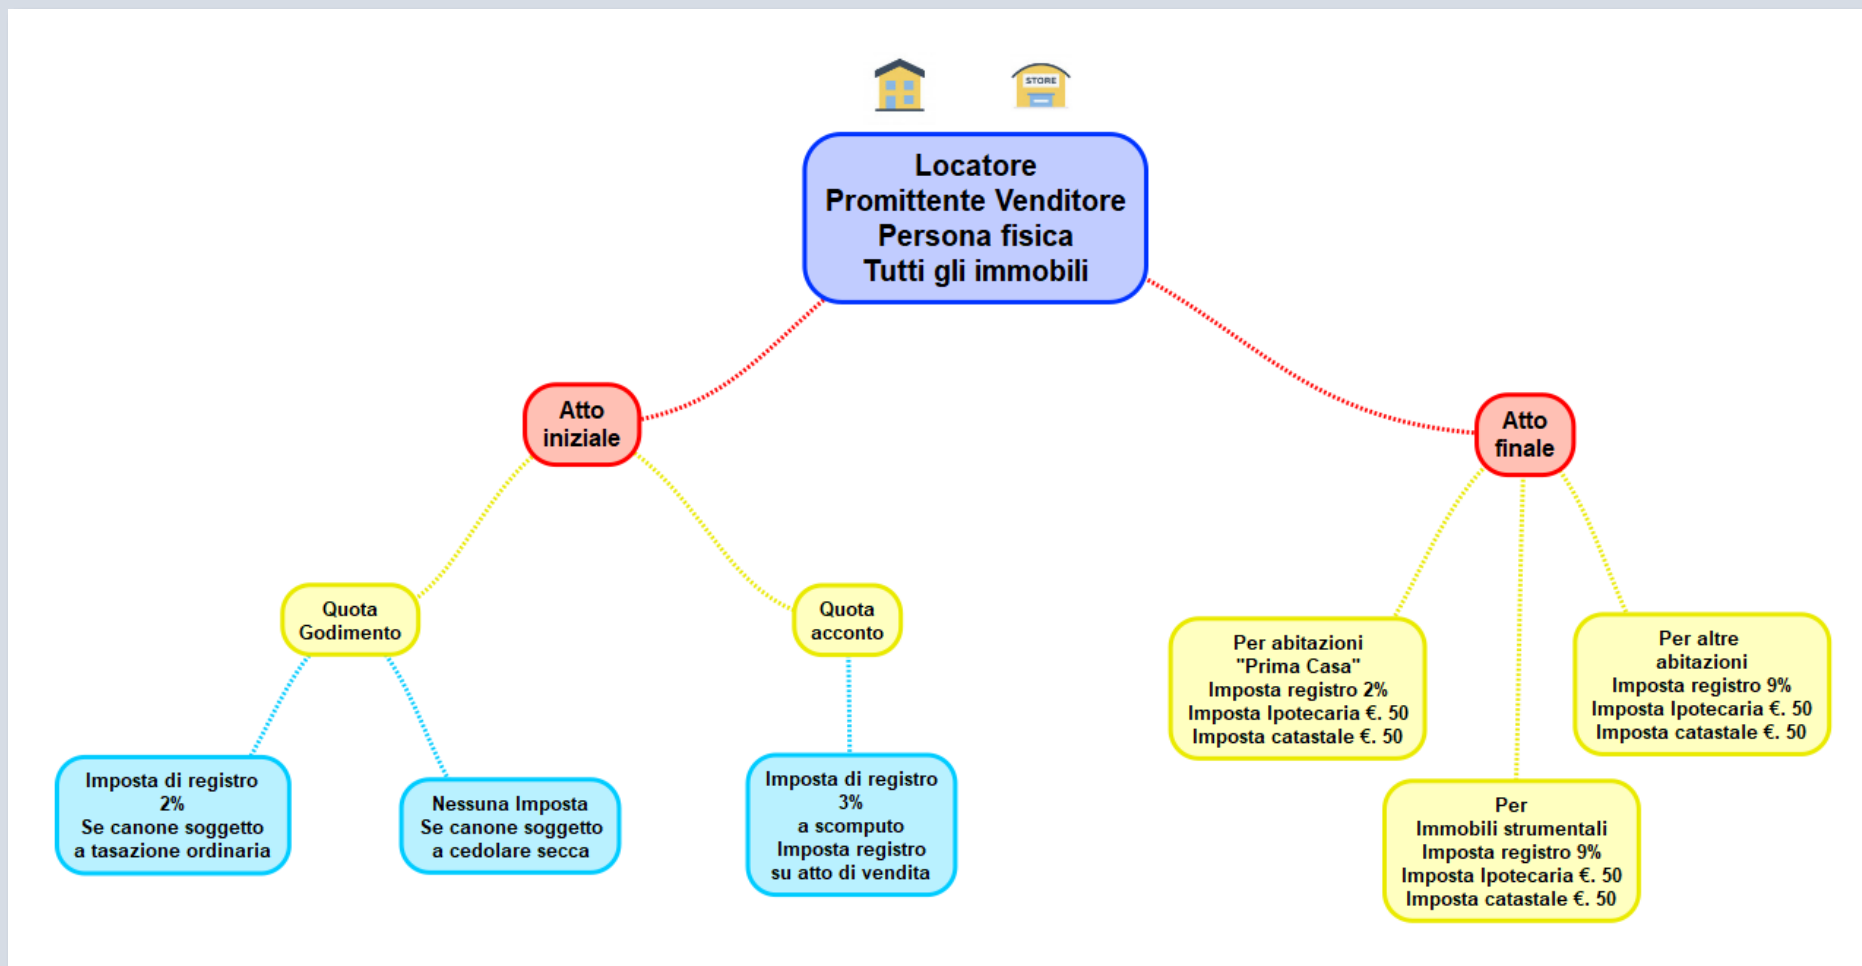 STORE
Locatore
Promittente Venditore
Persona fisica
Tutti gli immobili
Atto
iniziale
Atto
finale
Quota
Godimento
Quota
acconto
Per abitazioni
"Prima Casa"
Imposta registro 2%
Imposta Ipotecaria €. 50
Imposta catastale €. 50
Per altre
abitazioni
Imposta registro 9%
Imposta Ipotecaria €. 50
Imposta catastale €. 50
Imposta di registro
2%
Se canone soggetto
a tasazione ordinaria
Nessuna Imposta
Se canone soggetto
a cedolare secca
Imposta di registro
3%
a scomputo
Imposta registro
su atto di vendita
Per
Immobili strumentali
Imposta registro 9%
Imposta Ipotecaria €. 50
Imposta catastale €. 50